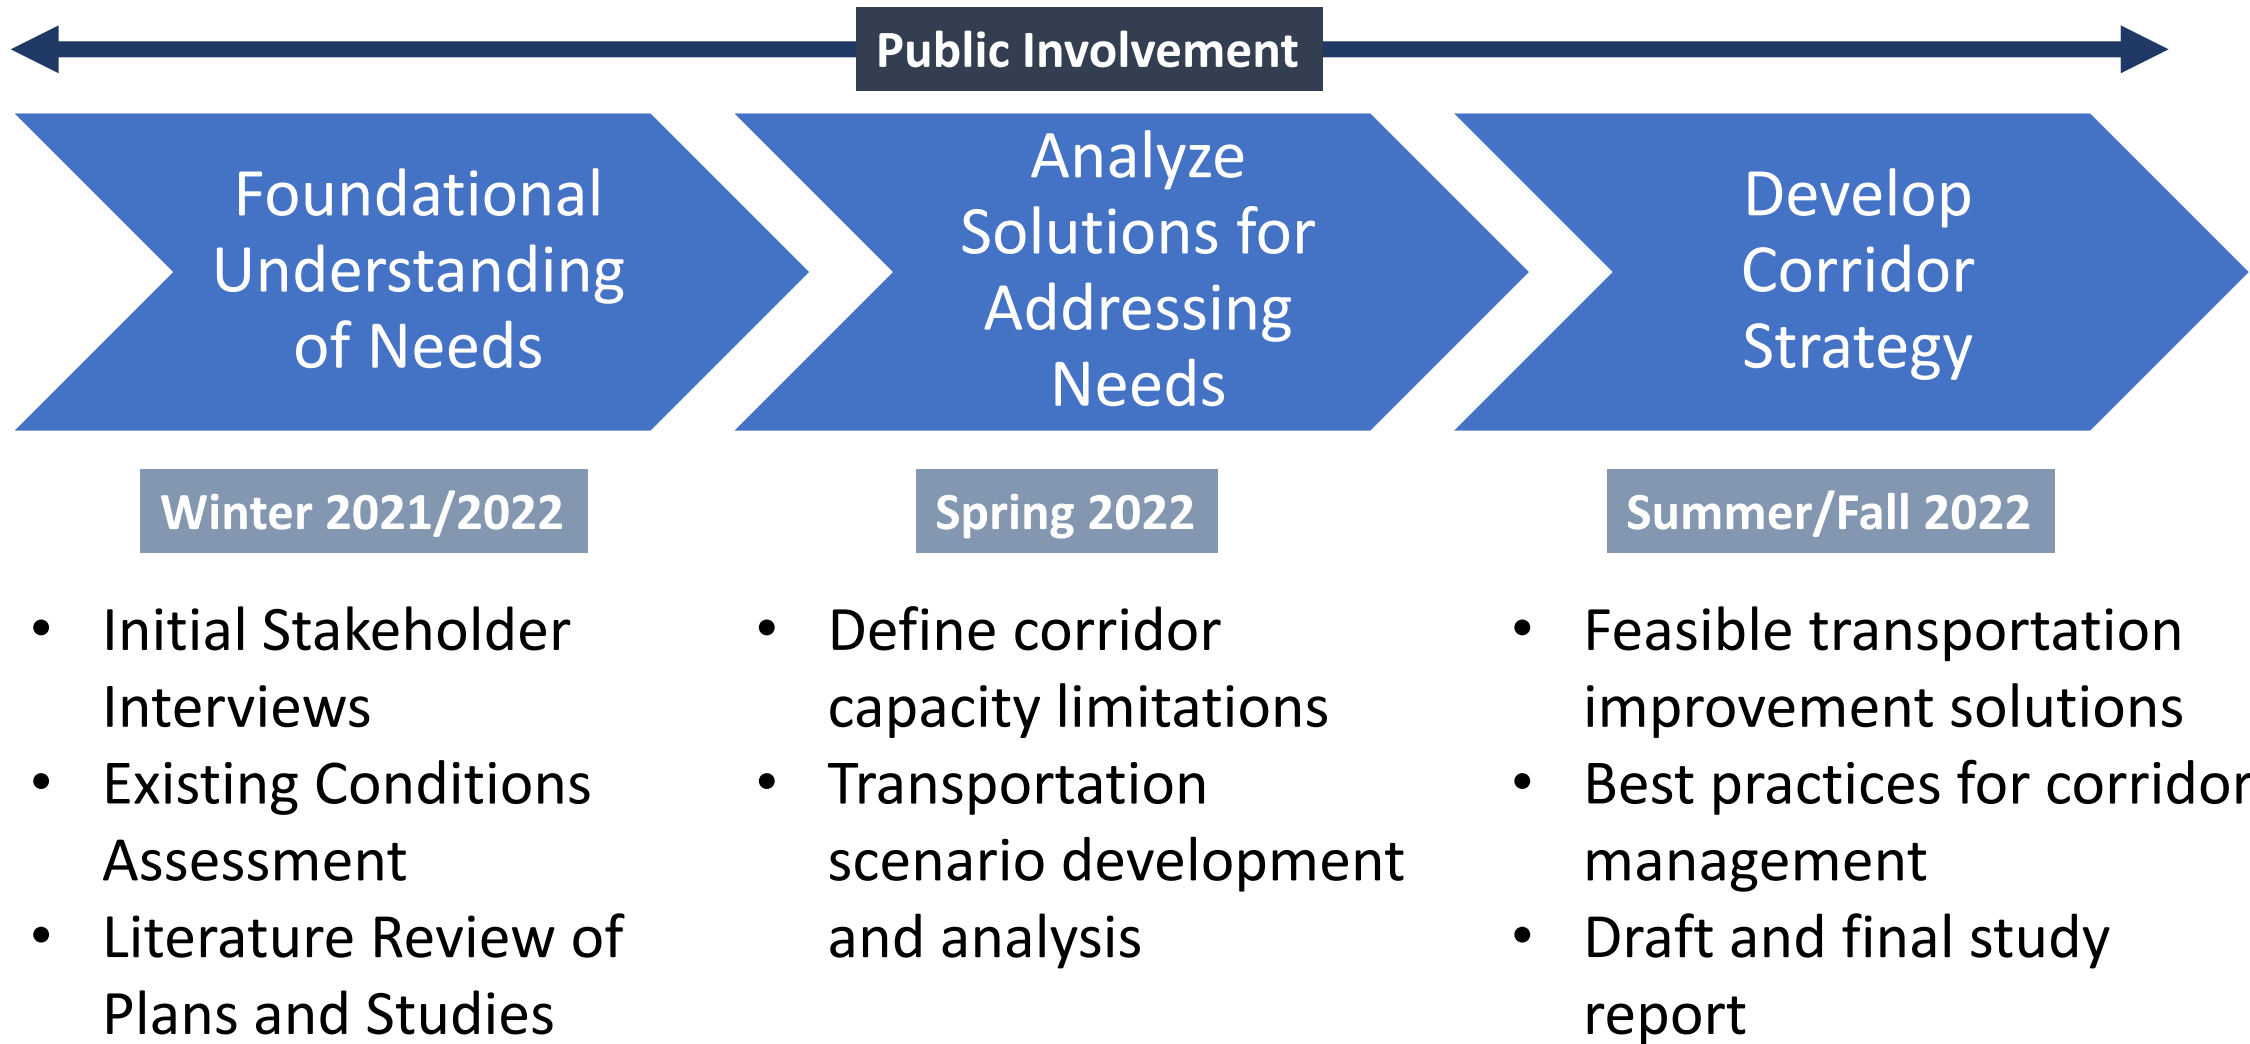 Public Involvement
Foundational
Understanding
of Needs
Analyze
Solutions for
Addressing
Needs
Develop
Corridor
Strategy
Winter 2021/2022
Spring 2022
Summer/Fall 2022
• Initial Stakeholder
Interviews
• Existing Conditions
Assessment
• Literature Review of
Plans and Studies
• Define corridor
capacity limitations
• Transportation
scenario development
and analysis
• Feasible transportation
improvement solutions
• Best practices for corridor
management
• Draft and final study
report